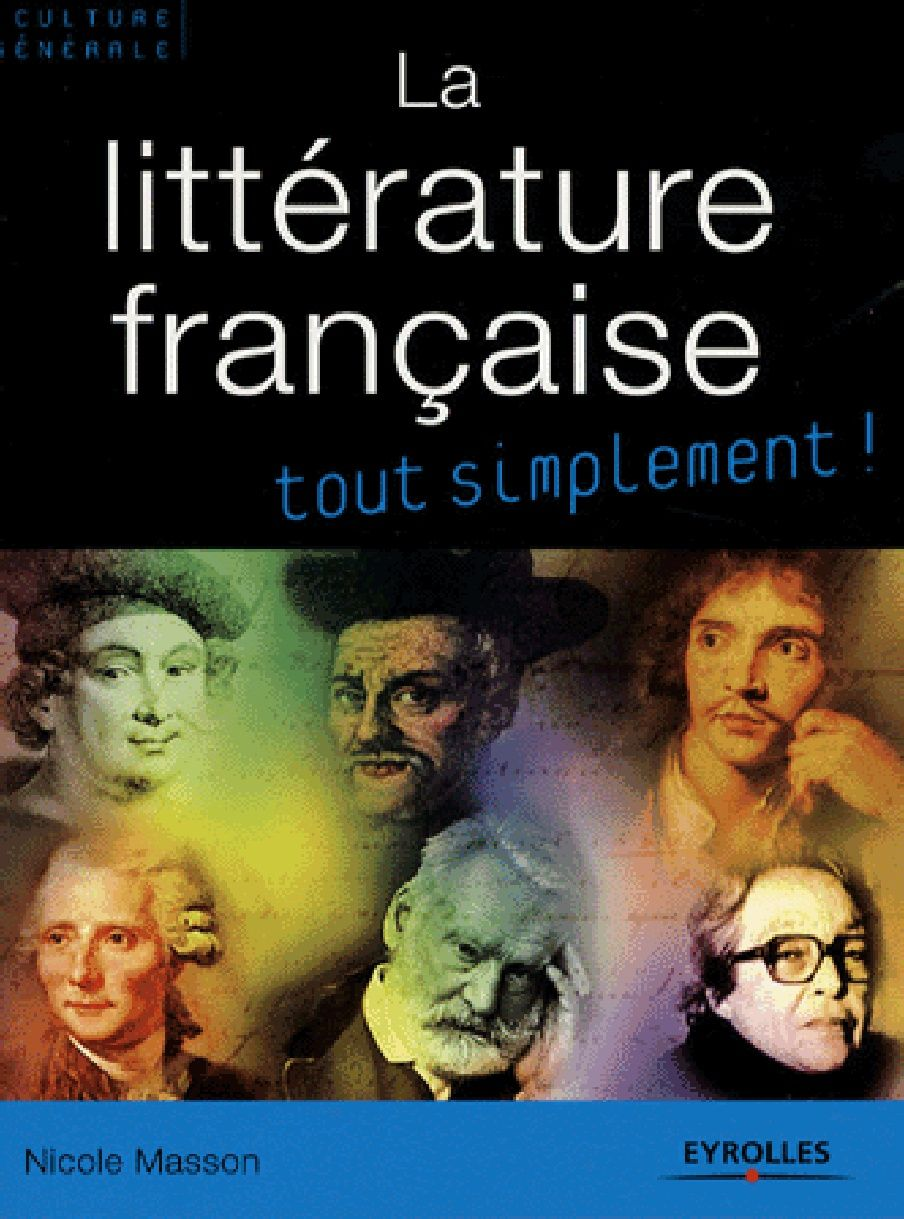 CULTURE
GÉNÉRALE
La
littérature
française
tout simplement !
Nicole Masson
EYROLLES